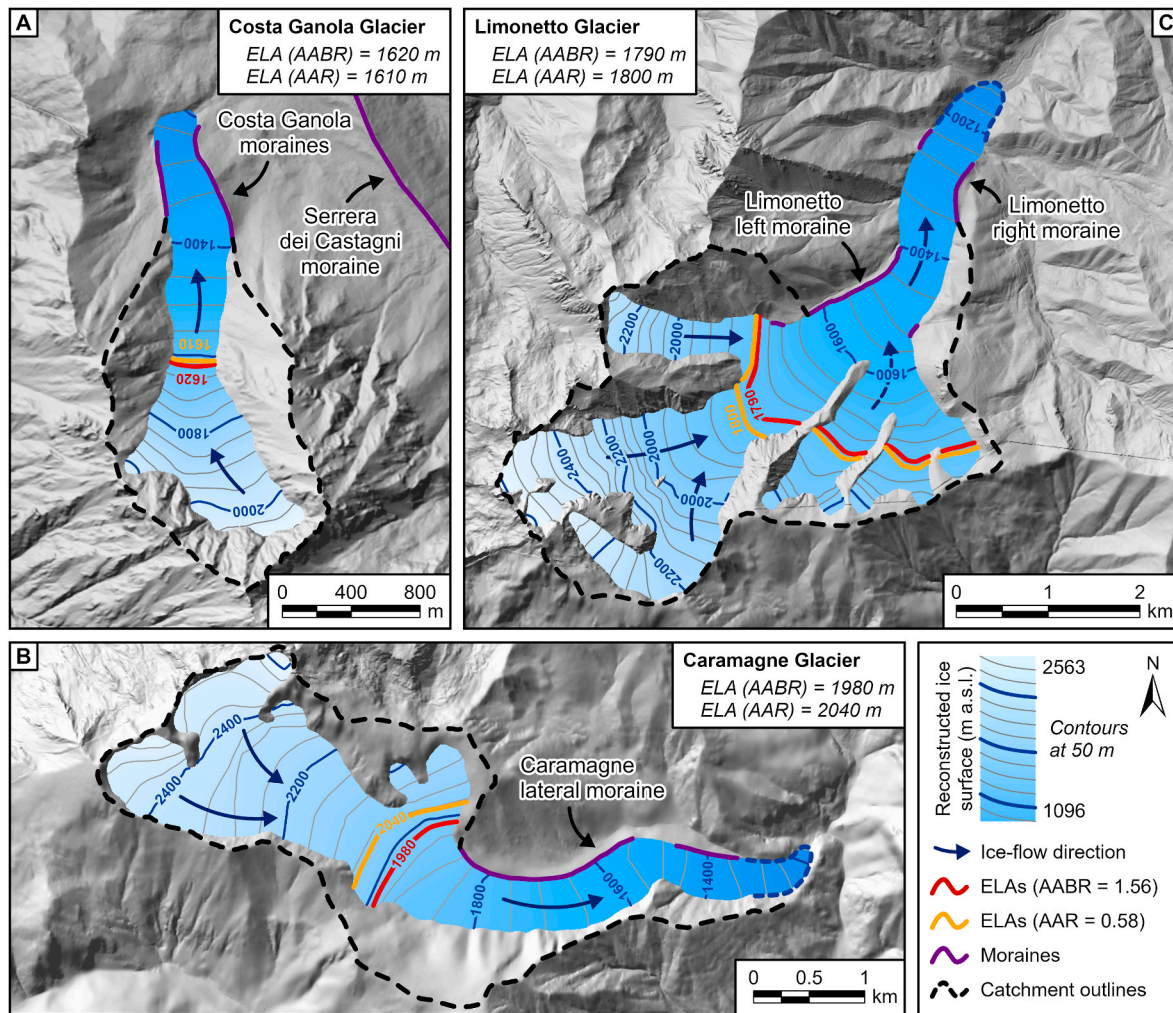 A
Costa Ganola Glacier
ELA (AABR) = 1620 m
ELA (AAR) = 1610 m
Costa Ganola
moraines
Serrera
dei Castagni
moraine
1400
1610
1620
1800
2000
0 400 800
m
C
Limonetto Glacier
ELA (AABR) = 1790 m
ELA (AAR) = 1800 m
1200
Limonetto
left moraine
Limonetto
right moraine
1400
2200
2000
1600
1600
1790
1800
2400
2200
2000
2000
2200
0 1 2
km
B
Caramagne Glacier
ELA (AABR) = 1980 m
ELA (AAR) = 2040 m
2400
2400
2200
2040
1980
Caramagne
lateral moraine
1800
1600
1400
0 0.5 1
km
Reconstructed ice
surface (m a.s.l.)
2563
Contours
at 50 m
1096
N
Ice-flow direction
ELAs (AABR = 1.56)
ELAs (AAR = 0.58)
Moraines
Catchment outlines